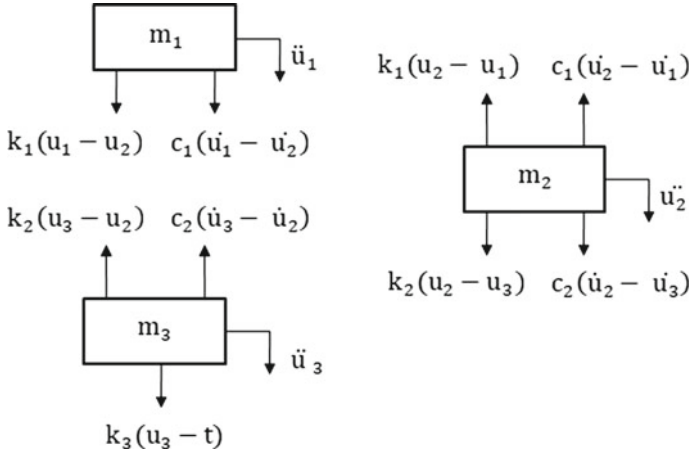 m₁
ü₁
k₁(u₁ − u₂) c₁(u̇₁ − u̇₂)
k₂(u₃ − u₂) c₂(u̇₃ − u̇₂)
m₃
ü₃
k₃(u₃ − t)
k₁(u₂ − u₁) c₁(u̇₂ − u̇₁)
m₂
ü₂
k₂(u₂ − u₃) c₂(u̇₂ − u̇₃)